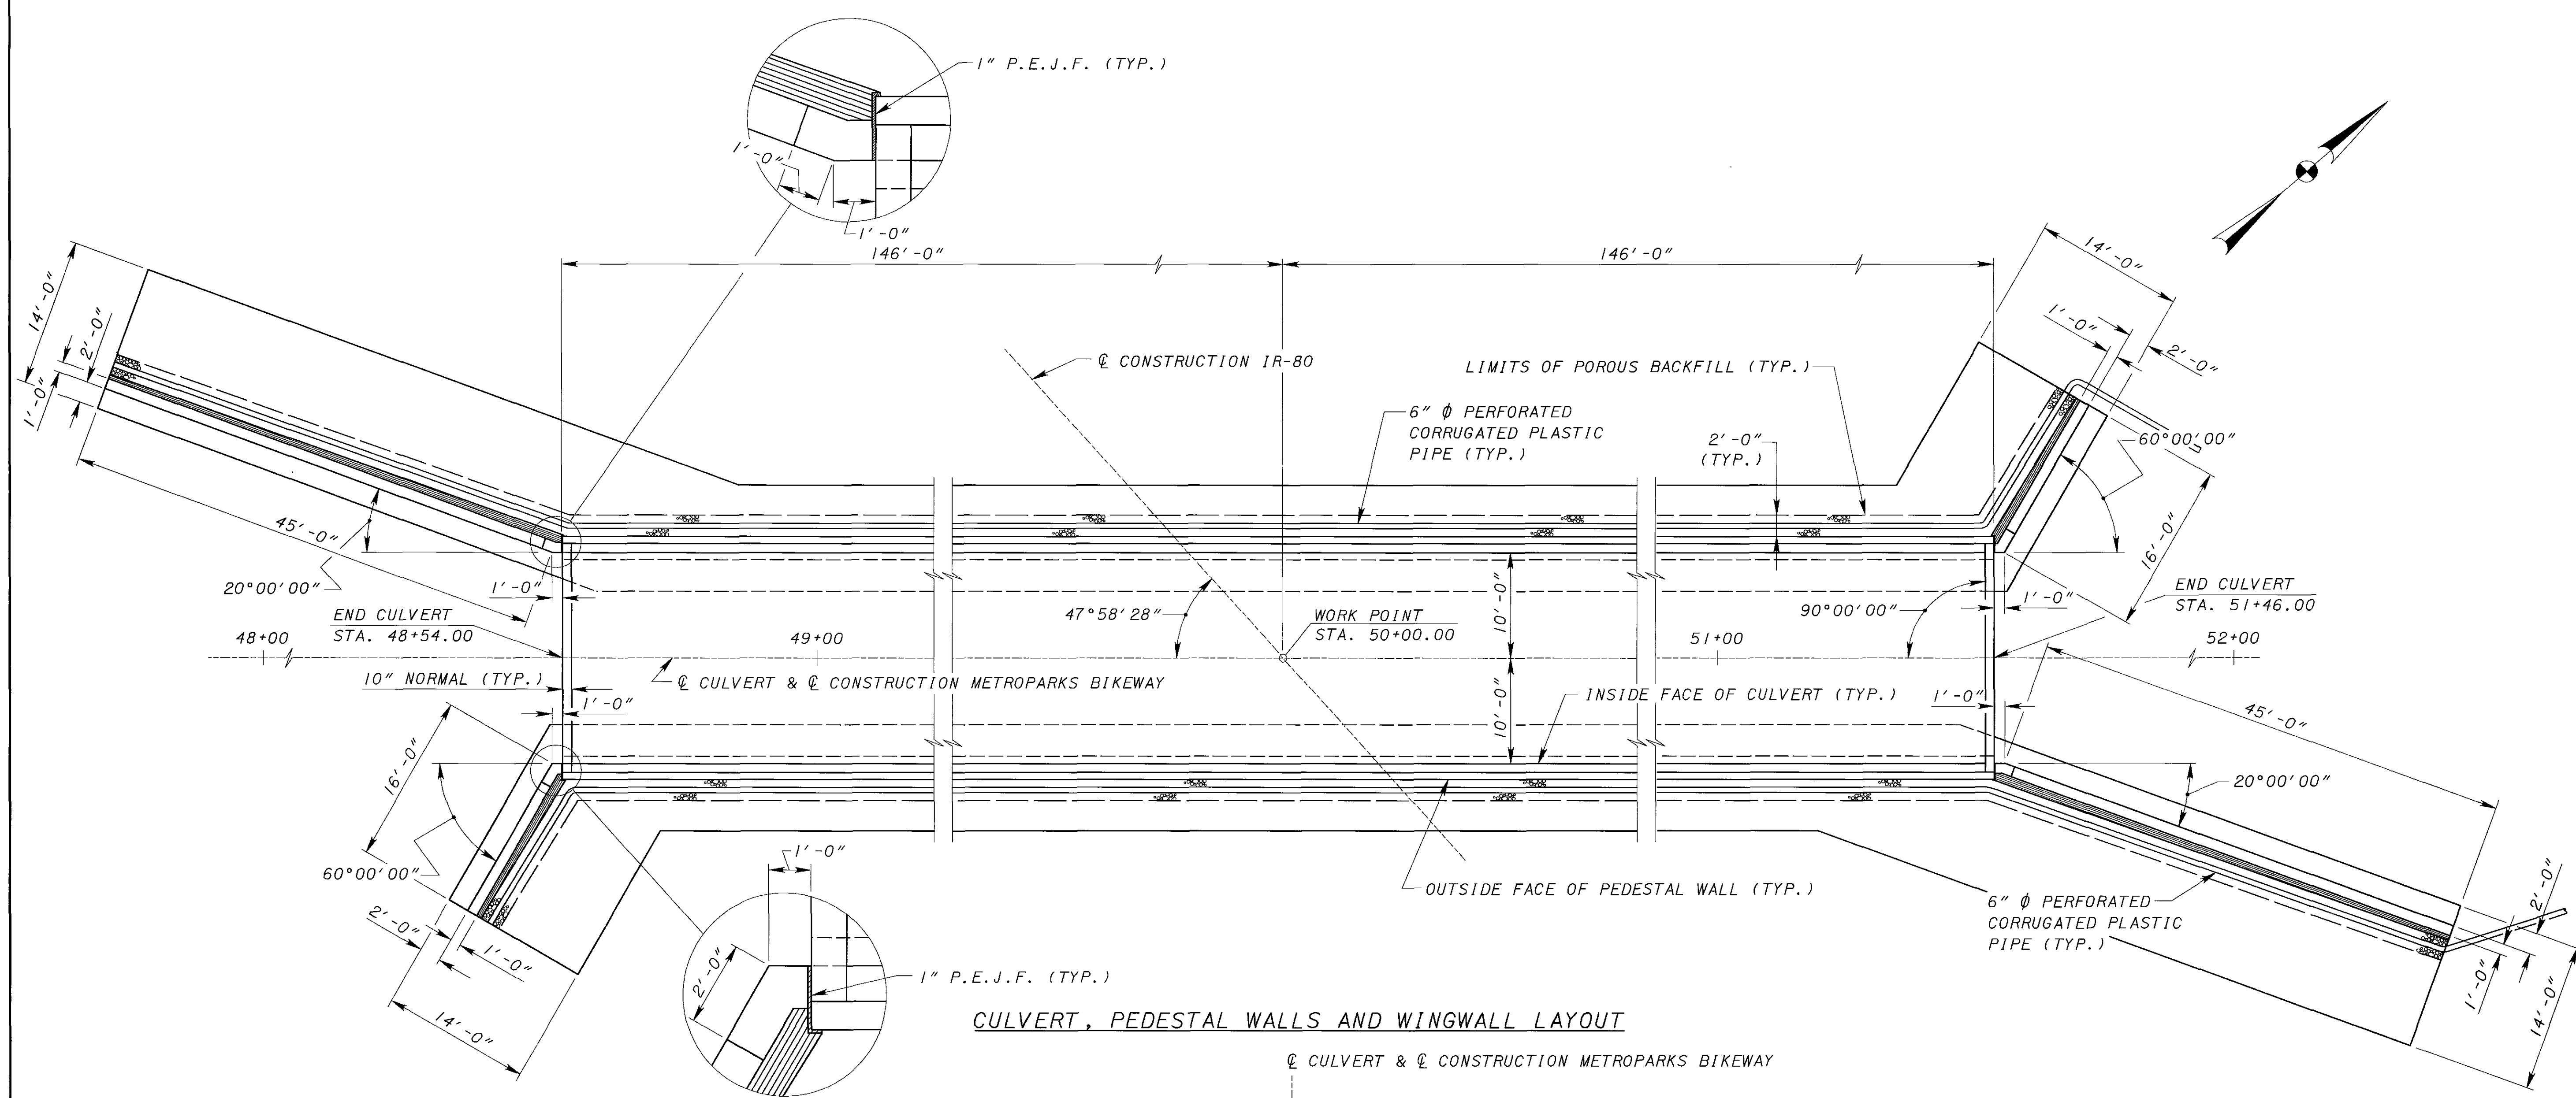 1" P.E.J.F. (TYP.)
1'-0"
1'-0"
146'-0"
146'-0"
14'-0"
1'-0"
2'-0"
14'-0"
2'-0"
1'-0"
℄ CONSTRUCTION IR-80
LIMITS OF POROUS BACKFILL (TYP.)
6" ϕ PERFORATED
CORRUGATED PLASTIC
PIPE (TYP.)
2'-0"
(TYP.)
60°00'00"
16'-0"
45'-0"
20°00'00"
1'-0"
END CULVERT
STA. 48+54.00
48+00
49+00
47°58'28"
WORK POINT
STA. 50+00.00
10'-0"
90°00'00"
1'-0"
END CULVERT
STA. 51+46.00
51+00
52+00
10" NORMAL (TYP.)
℄ CULVERT & ℄ CONSTRUCTION METROPARKS BIKEWAY
1'-0"
10'-0"
INSIDE FACE OF CULVERT (TYP.)
1'-0"
45'-0"
16'-0"
20°00'00"
60°00'00"
1'-0"
OUTSIDE FACE OF PEDESTAL WALL (TYP.)
6" ϕ PERFORATED
CORRUGATED PLASTIC
PIPE (TYP.)
2'-0"
1'-0"
14'-0"
2'-0"
1'-0"
14'-0"
2'-0"
1" P.E.J.F. (TYP.)
CULVERT, PEDESTAL WALLS AND WINGWALL LAYOUT
℄ CULVERT & ℄ CONSTRUCTION METROPARKS BIKEWAY